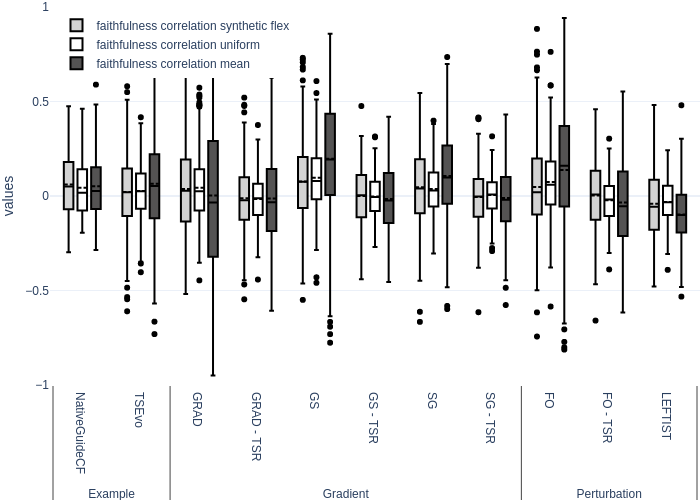 1
faithfulness correlation synthetic flex
faithfulness correlation uniform
faithfulness correlation mean
0.5
values
0
−0.5
−1
NativeGuideCF
TSEvo
GRAD
GRAD - TSR
GS
GS - TSR
SG
SG - TSR
FO
FO - TSR
LEFTIST
Example
Gradient
Perturbation